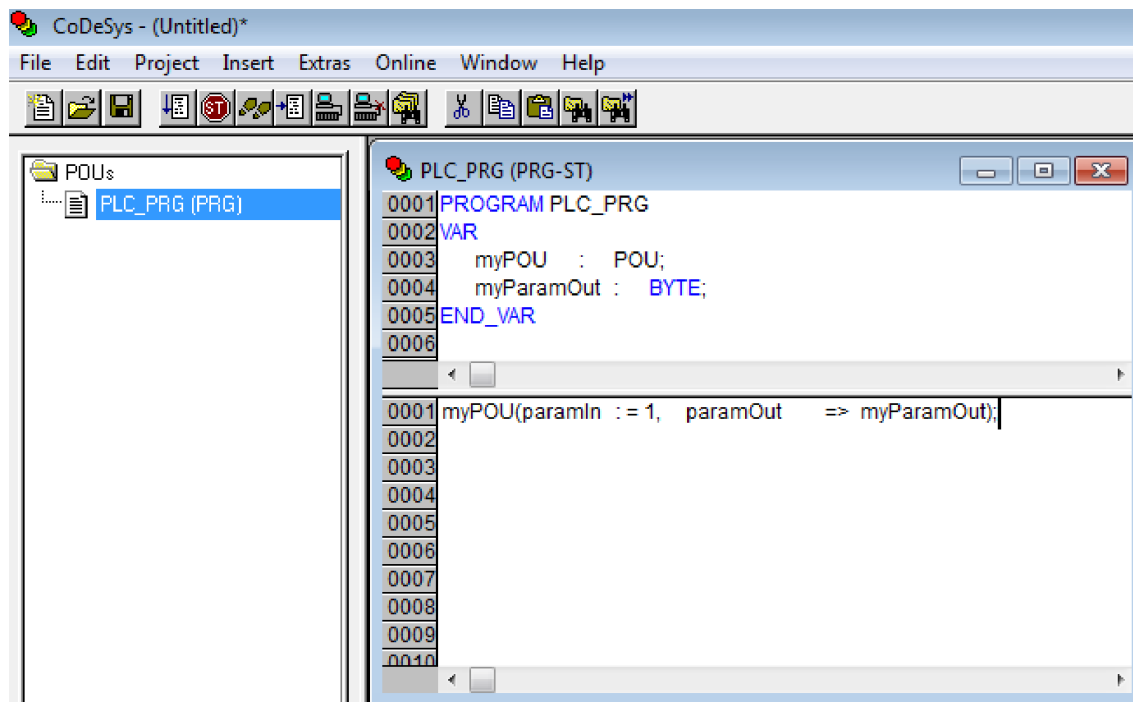 CoDeSys - (Untitled)*
File Edit Project Insert Extras Online Window Help
ST
POUs
PLC_PRG (PRG)
PLC_PRG (PRG-ST)
0001 PROGRAM PLC_PRG
0002 VAR
0003 myPOU : POU;
0004 myParamOut : BYTE;
0005 END_VAR
0006
0001 myPOU(paramIn : = 1, paramOut => myParamOut);
0002
0003
0004
0005
0006
0007
0008
0009
0010